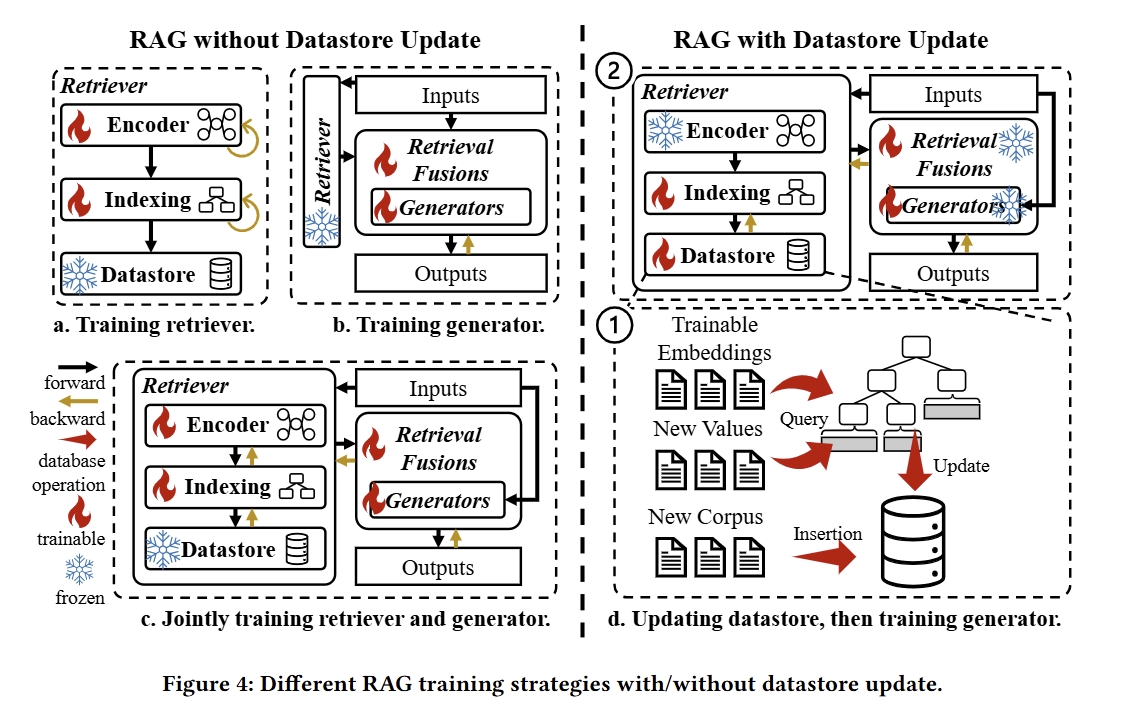 RAG without Datastore Update
Retriever
Encoder
Indexing
Datastore
a. Training retriever.
Retriever
Inputs
Retrieval
Fusions
Generators
Outputs
b. Training generator.
forward
backward
database
operation
trainable
frozen
Retriever
Encoder
Indexing
Datastore
Inputs
Retrieval
Fusions
Generators
Outputs
c. Jointly training retriever and generator.
RAG with Datastore Update
2
Retriever
Encoder
Indexing
Datastore
Inputs
Retrieval
Fusions
Generators
Outputs
1
Trainable
Embeddings
Query
New Values
Update
New Corpus
Insertion
d. Updating datastore, then training generator.
Figure 4: Different RAG training strategies with/without datastore update.